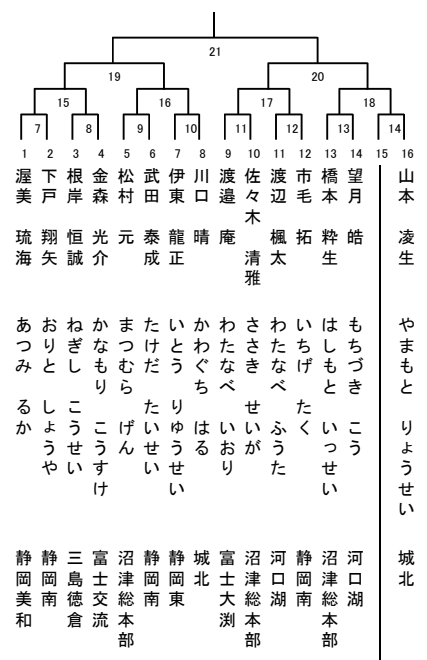 21
19 20
15 16 17 18
7 8 9 10 11 12 13 14
1 2 3 4 5 6 7 8 9 10 11 12 13 14 15 16
渥美 琉海 あつみ るか 静岡美和
下戸 翔矢 おりと しょうや 静岡南
根岸 恒誠 ねぎし こうせい 三島徳倉
金森 光介 かなもり こうすけ 富士交流
松村 元 まつむら げん 沼津総本部
武田 泰成 たけだ たいせい 静岡南
伊東 龍正 いとう りゅうせい 静岡東
川口 晴 かわぐち はる 城北
渡邉 庵 わたなべ いおり 富士大渕
佐々木 清雅 ささき せいが 沼津総本部
渡辺 楓太 わたなべ ふうた 河口湖
市毛 拓 いちげ たく 静岡南
橋本 粋生 はしもと いっせい 沼津総本部
望月 皓 もちづき こう 河口湖
山本 凌生 やまもと りょうせい 城北